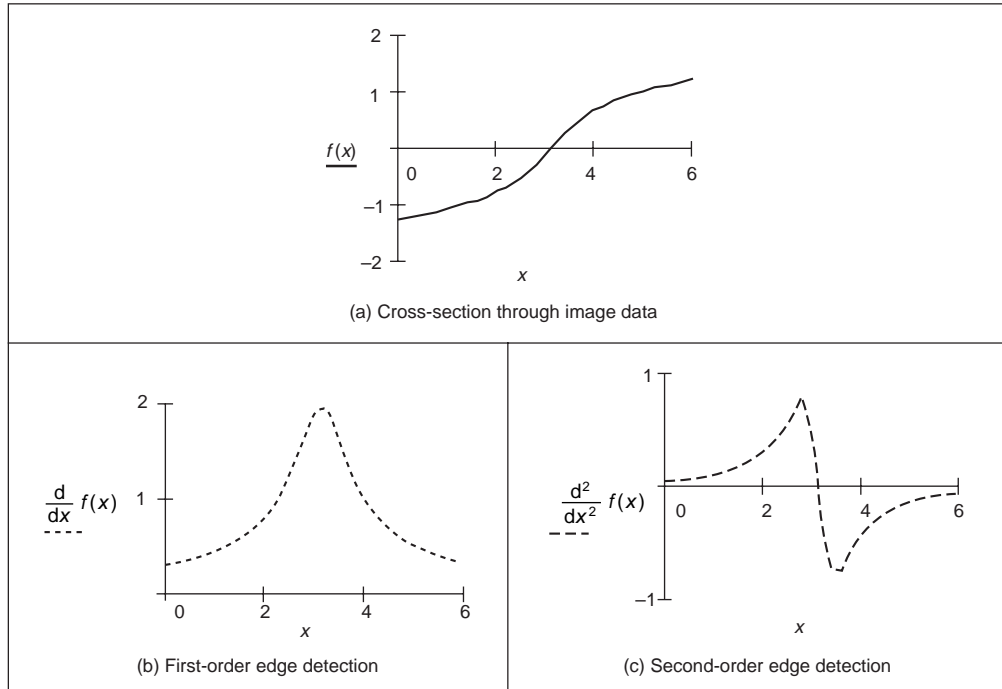 2
1
f(x)
0 2 4 6
–1
–2
x
(a) Cross-section through image data
2
1
d/dx f(x)
0 2 4 6
x
(b) First-order edge detection
1
d²/dx² f(x)
0 2 4 6
–1
x
(c) Second-order edge detection